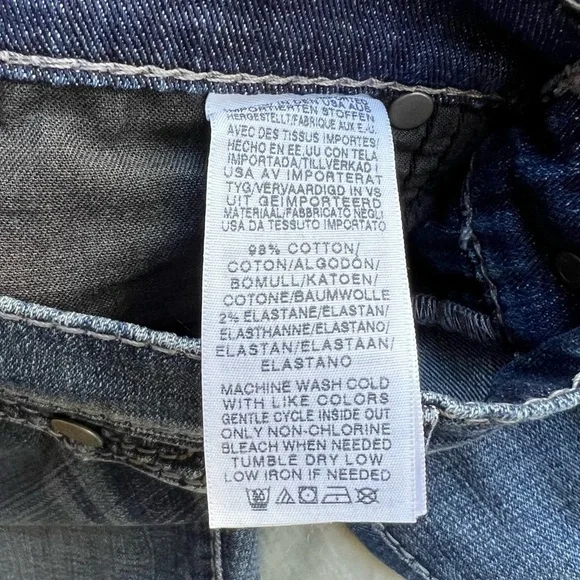 IMPORTEATEN STOFFEN
HERGESTELLT/FABRIQUE AUX E.U.
AVEC DES TISSUS IMPORTES/
HECHO EN EE,UU CON TELA
IMPORTADA/TILLVERKAD I
USA AV IMPORTERAT
TYG/VERVAARDIGD IN VS
UIT GEIMPORTEERD
MATERIAAL/FABBRICATO NEGLI
USA DA TESSUTO IMPORTATO
98% COTTON/
COTON/ALGODON/
BOMULL/KATOEN/
COTONE/BAUMWOLLE
2% ELASTANE/ELASTAN/
ELASTHANNE/ELASTANO/
ELASTAN/ELASTAAN/
ELASTANO
MACHINE WASH COLD
WITH LIKE COLORS
GENTLE CYCLE INSIDE OUT
ONLY NON-CHLORINE
BLEACH WHEN NEEDED
TUMBLE DRY LOW
LOW IRON IF NEEDED